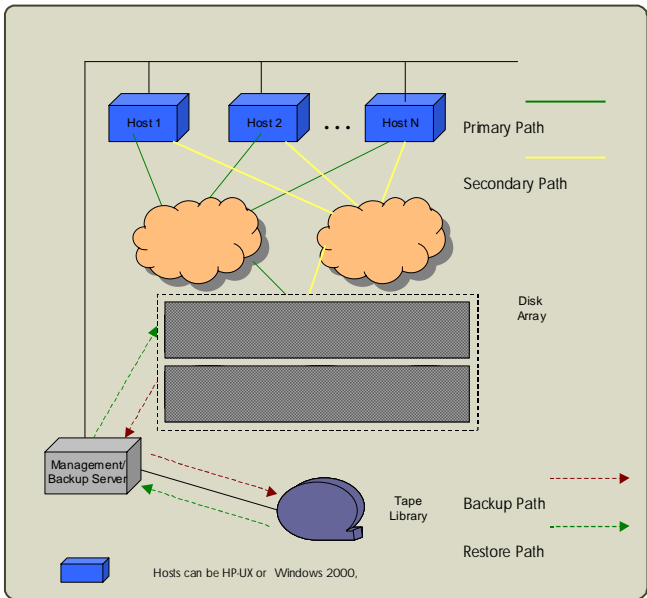 Host 1
Host 2
...
Host N
Primary Path
Secondary Path
Disk
Array
Management/
Backup Server
Tape
Library
Backup Path
Restore Path
Hosts can be HP-UX or Windows 2000,